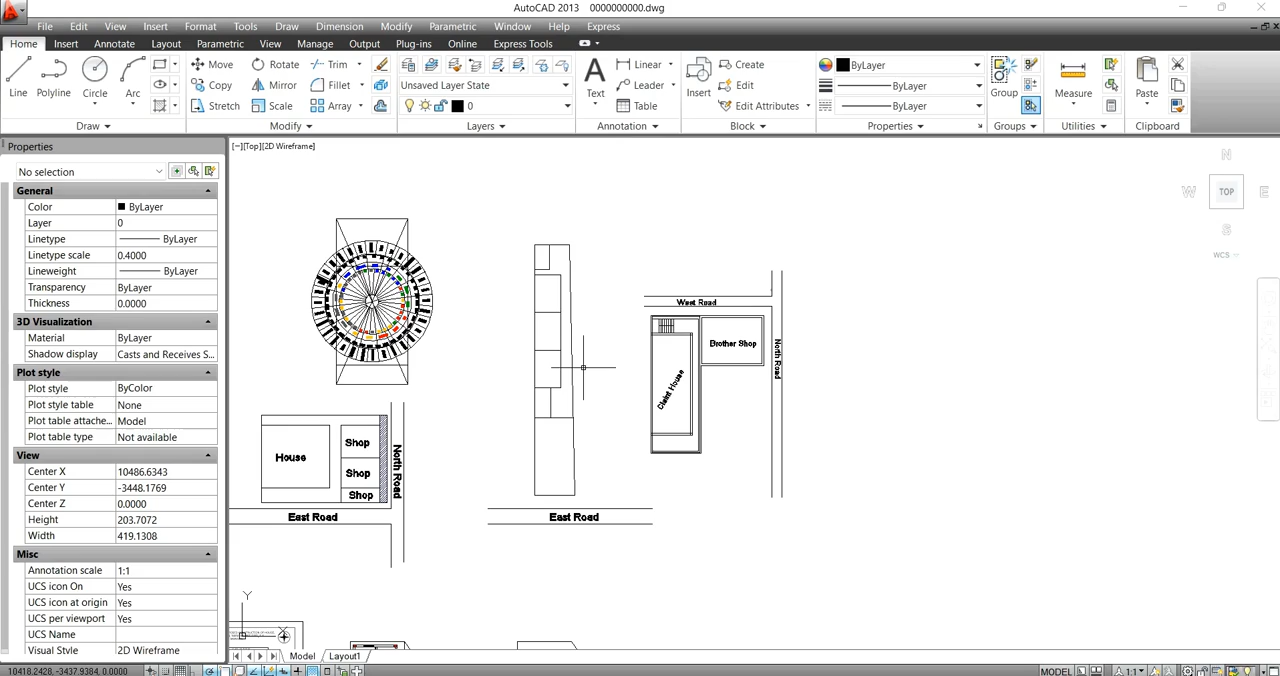 AutoCAD 2013 0000000000.dwg
File Edit View Insert Format Tools Draw Dimension Modify Parametric Window Help Express
Home Insert Annotate Layout Parametric View Manage Output Plug-ins Online Express Tools
Move Rotate Trim Linear Create ByLayer
Copy Mirror Fillet Unsaved Layer State Leader Edit ByLayer
Line Polyline Circle Arc Text Insert Group Measure Paste
Stretch Scale Array 0 Table Edit Attributes ByLayer
Draw Modify Layers Annotation Block Properties Groups Utilities Clipboard
Properties
[−][Top][2D Wireframe]
No selection
General
Color ByLayer
Layer 0
Linetype ByLayer
Linetype scale 0.4000
Lineweight ByLayer
Transparency ByLayer
Thickness 0.0000
3D Visualization
Material ByLayer
Shadow display Casts and Receives S...
Plot style
Plot style ByColor
Plot style table None
Plot table attache... Model
Plot table type Not available
View
Center X 10486.6343
Center Y -3448.1769
Center Z 0.0000
Height 203.7072
Width 419.1308
Misc
Annotation scale 1:1
UCS icon On Yes
UCS icon at origin Yes
UCS per viewport Yes
UCS Name
Visual Style 2D Wireframe
N
W TOP E
S
WCS
West Road
Brother Shop
North Road
Claint House
House
Shop
Shop
Shop
North Road
East Road
East Road
Y
X
Model Layout1
10418.2428, -3437.9384, 0.0000 MODEL 1:1